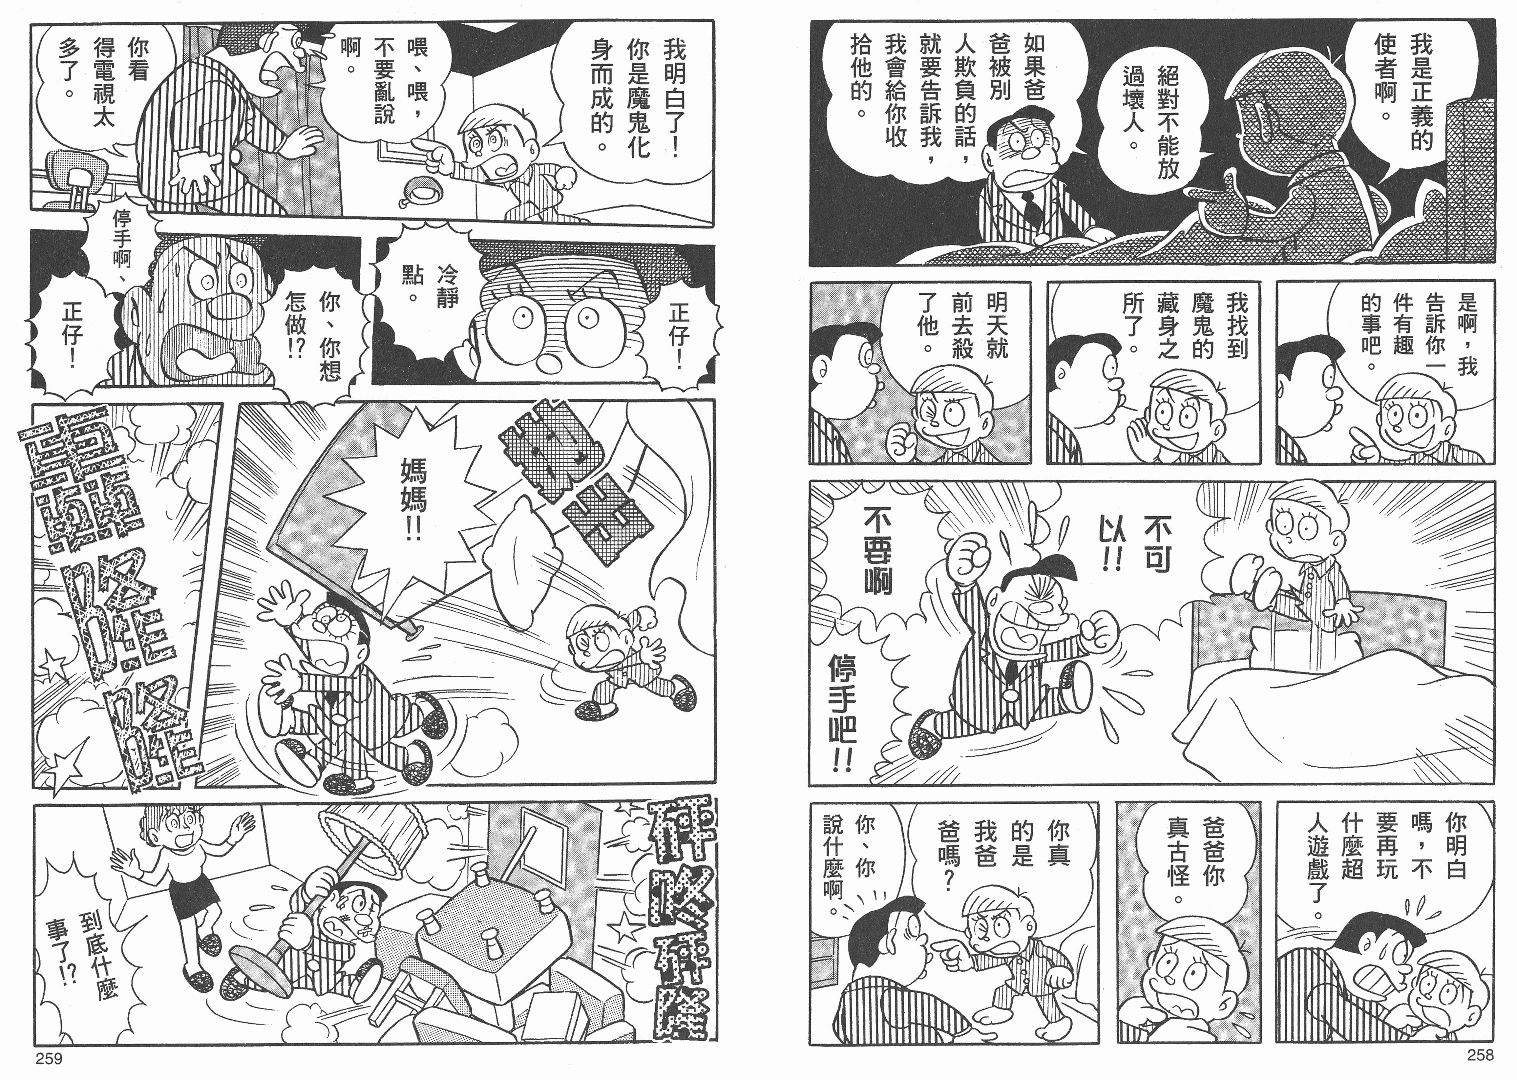 我是正義的
使者啊。
絕對不能放
過壞人。
如果爸
爸被別
人欺負的話，
就要告訴我，
我會給你收
拾他的。
是啊，我
告訴你一
件有趣
的事吧。
我找到
魔鬼的
藏身之
所了。
明天就
前去殺
了他。
不可
以!!
不要啊
停手吧!!
你明白
嗎，不
要再玩
什麼超
人遊戲了。
爸爸你
真古怪。
你真
的是
我爸
爸嗎？
你、你
說什麼啊。
258
我明白了！
你是魔鬼化
身而成的。
喂、喂，
不要亂說
啊。
你看
得電視太
多了。
正仔！
冷靜
點。
你、你想
怎做!?
停手啊、
正仔！
媽媽!!
轟轟
隆隆
砰咚砰隆
到底什麼
事了!?
259